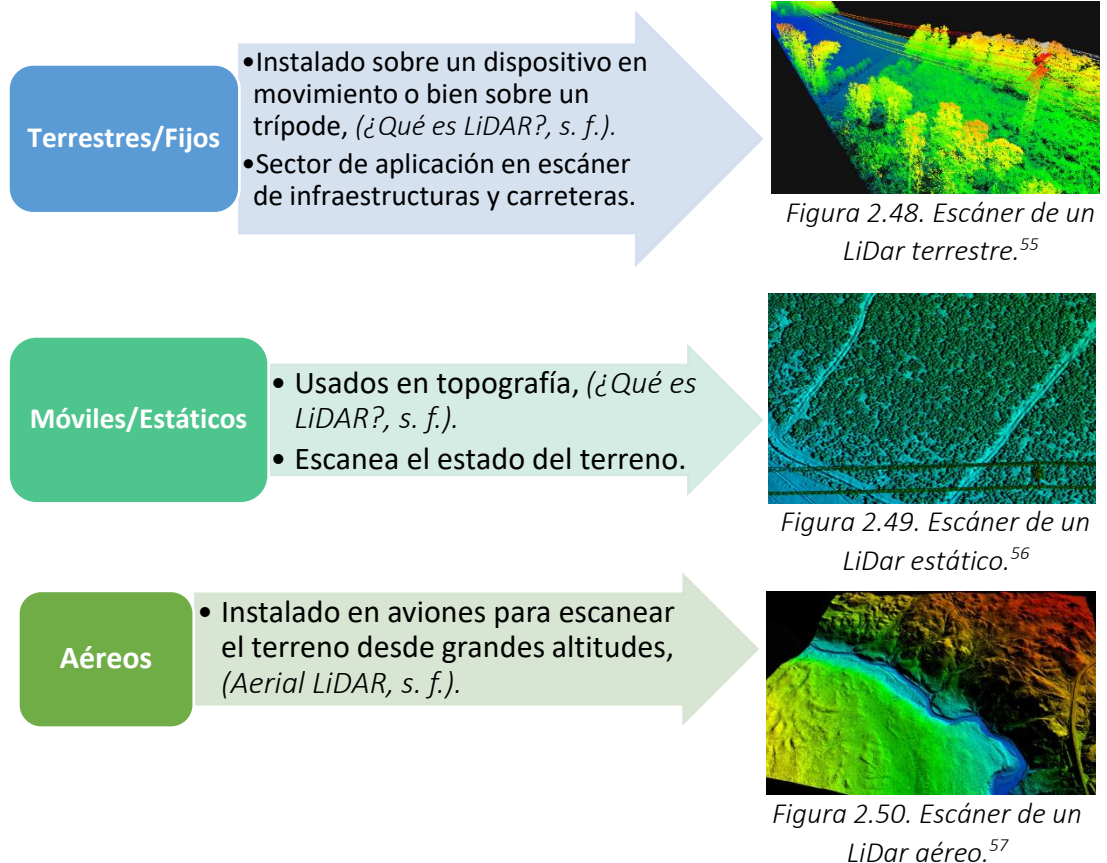 Terrestres/Fijos
•Instalado sobre un dispositivo en
movimiento o bien sobre un
trípode, (¿Qué es LiDAR?, s. f.).
•Sector de aplicación en escáner
de infraestructuras y carreteras.
Figura 2.48. Escáner de un
LiDar terrestre.55
Móviles/Estáticos
• Usados en topografía, (¿Qué es
LiDAR?, s. f.).
• Escanea el estado del terreno.
Figura 2.49. Escáner de un
LiDar estático.56
Aéreos
• Instalado en aviones para escanear
el terreno desde grandes altitudes,
(Aerial LiDAR, s. f.).
Figura 2.50. Escáner de un
LiDar aéreo.57